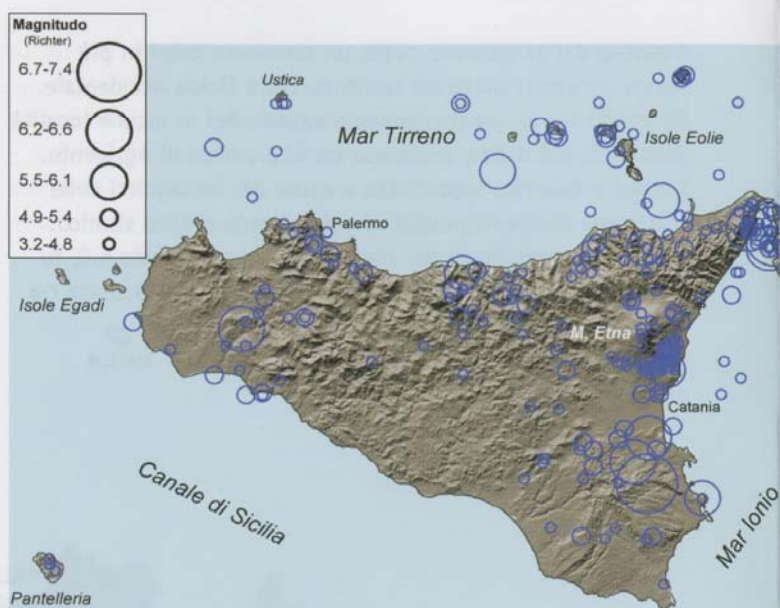 Magnitudo
(Richter)
6.7-7.4
6.2-6.6
5.5-6.1
4.9-5.4
3.2-4.8
Ustica
Mar Tirreno
Isole Eolie
Palermo
Isole Egadi
M. Etna
Catania
Canale di Sicilia
Mar Ionio
Pantelleria